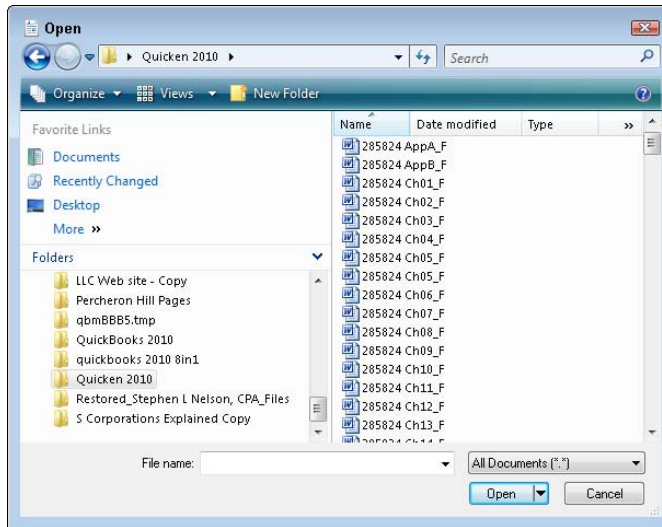 Open
Quicken 2010
Search
Organize Views New Folder
Favorite Links
Documents
Recently Changed
Desktop
More »
Folders
LLC Web site - Copy
Percheron Hill Pages
qbmBBB5.tmp
QuickBooks 2010
quickbooks 2010 8in1
Quicken 2010
Restored_Stephen L Nelson, CPA_Files
S Corporations Explained Copy
Name Date modified Type »
285824 AppA_F
285824 AppB_F
285824 Ch01_F
285824 Ch02_F
285824 Ch03_F
285824 Ch04_F
285824 Ch05_F
285824 Ch05_F
285824 Ch06_F
285824 Ch07_F
285824 Ch08_F
285824 Ch09_F
285824 Ch10_F
285824 Ch11_F
285824 Ch12_F
285824 Ch13_F
File name:
All Documents (*.*)
Open Cancel